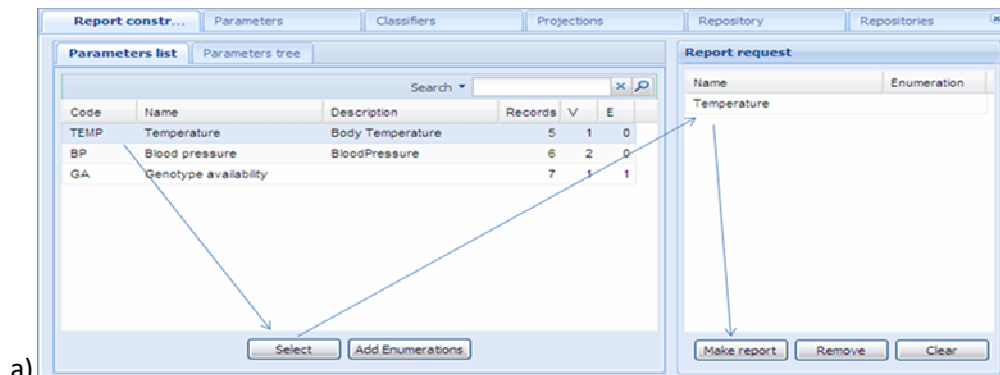 Report constr... Parameters Classifiers Projections Repository Repositories
Parameters list Parameters tree
Report request
Search
Name Enumeration
Code Name Description Records V E
Temperature
TEMP Temperature Body Temperature 5 1 0
BP Blood pressure BloodPressure 6 2 0
GA Genotype availability 7 1 1
Select Add Enumerations
Make report Remove Clear
a)